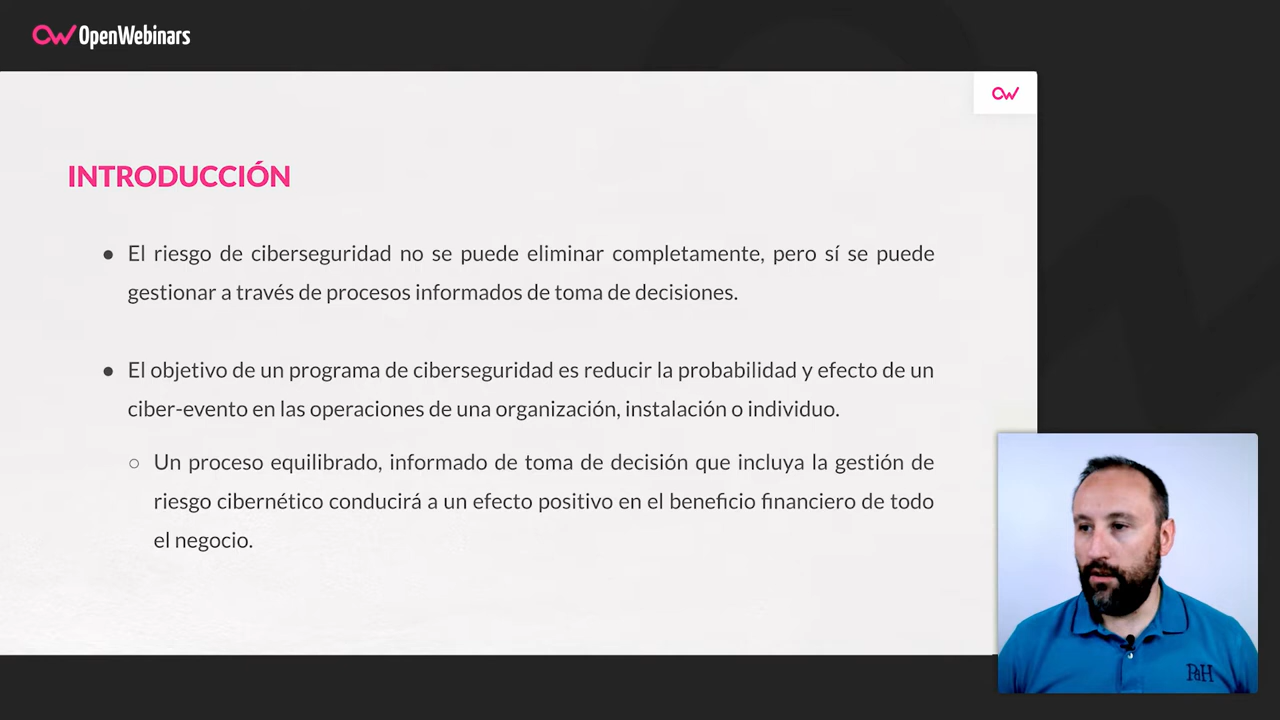 OpenWebinars
INTRODUCCIÓN
● El riesgo de ciberseguridad no se puede eliminar completamente, pero sí se puede
gestionar a través de procesos informados de toma de decisiones.
● El objetivo de un programa de ciberseguridad es reducir la probabilidad y efecto de un
ciber-evento en las operaciones de una organización, instalación o individuo.
○ Un proceso equilibrado, informado de toma de decisión que incluya la gestión de
riesgo cibernético conducirá a un efecto positivo en el beneficio financiero de todo
el negocio.